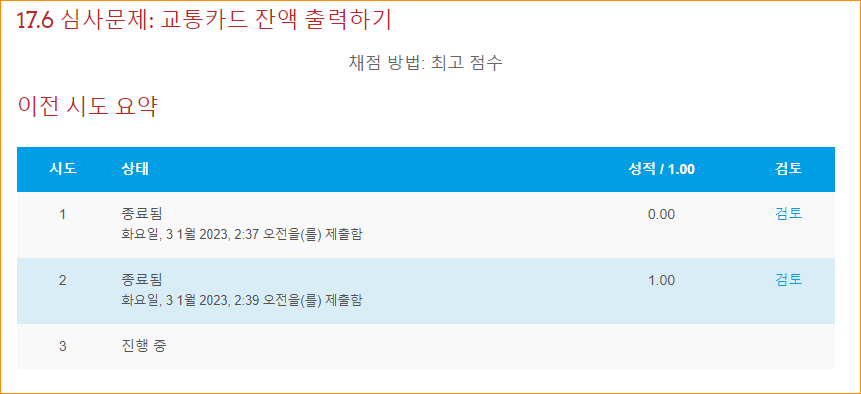 17.6 심사문제: 교통카드 잔액 출력하기
채점 방법: 최고 점수
이전 시도 요약
시도 상태 성적 / 1.00 검토
1 종료됨 0.00 검토
화요일, 3 1월 2023, 2:37 오전을(를) 제출함
2 종료됨 1.00 검토
화요일, 3 1월 2023, 2:39 오전을(를) 제출함
3 진행 중